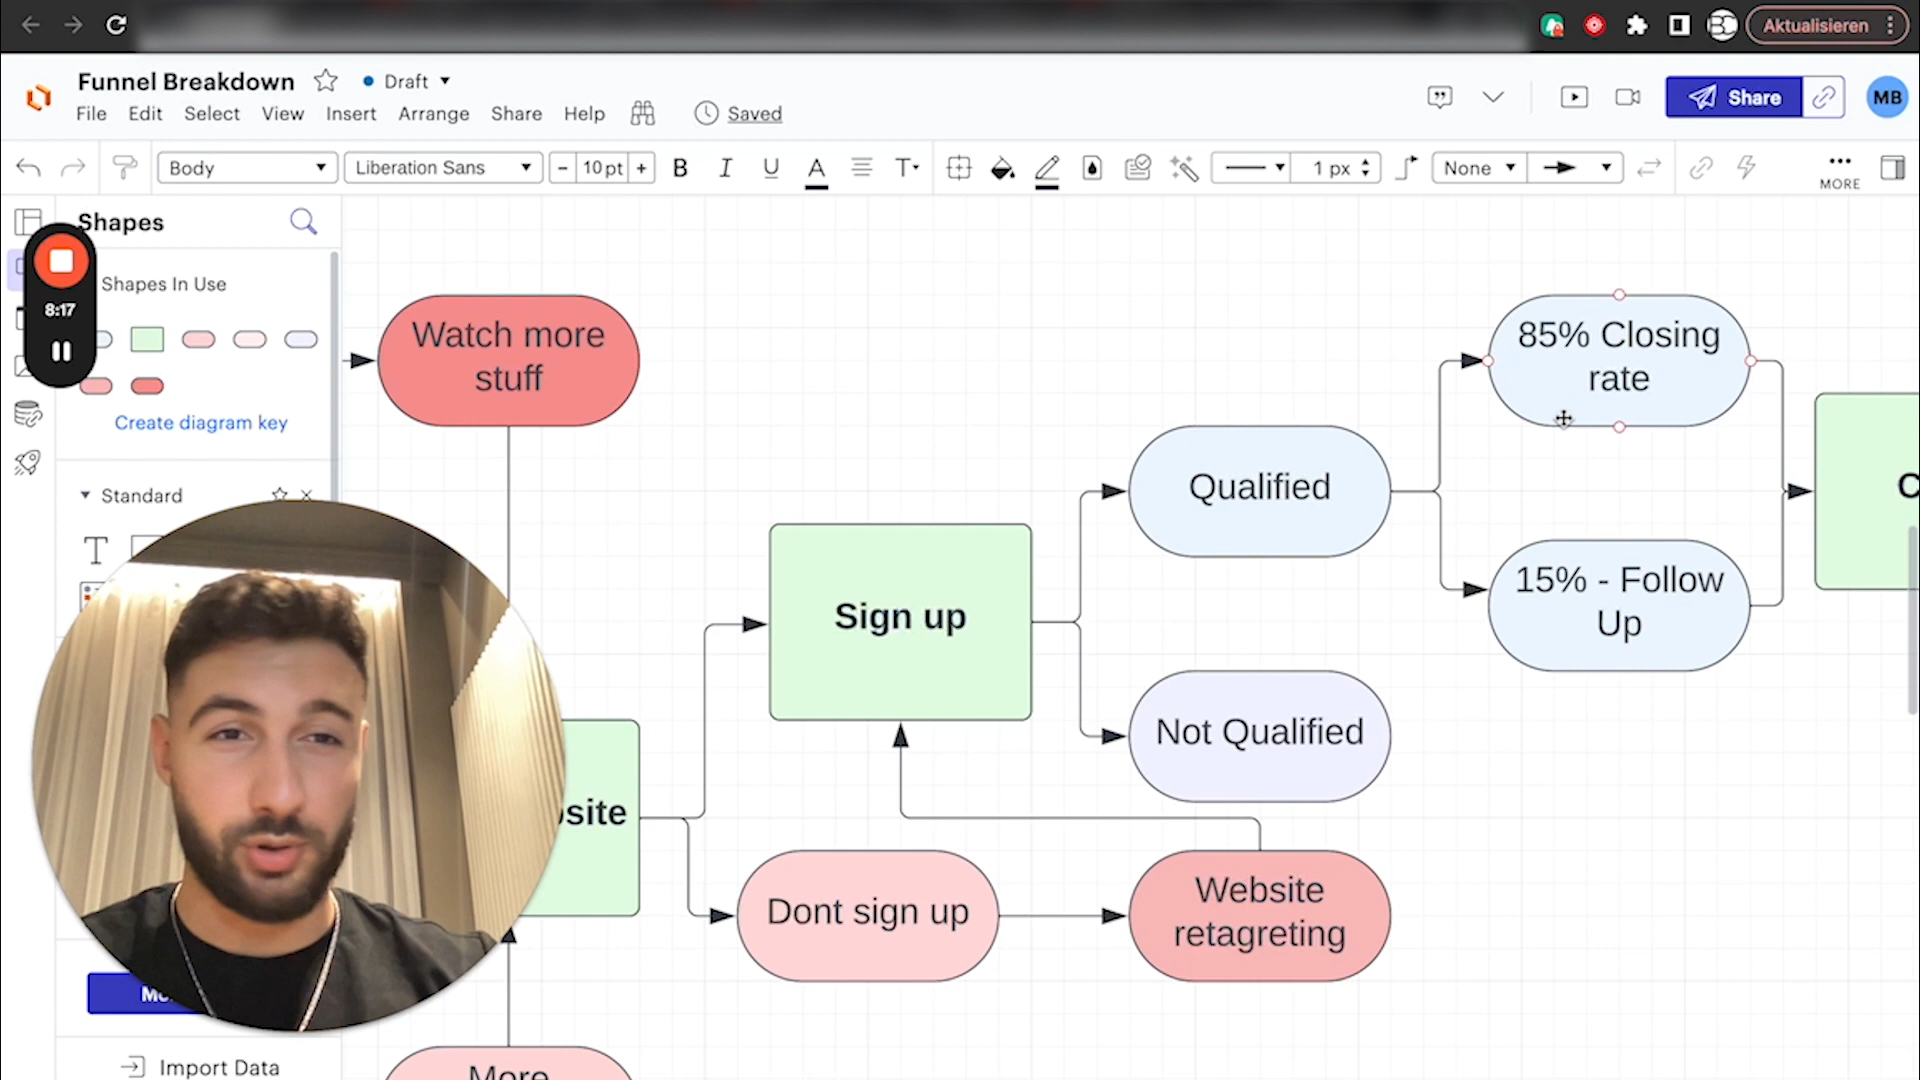 Aktualisieren
Funnel Breakdown
Draft
File Edit Select View Insert Arrange Share Help
Saved
Share
MB
Body
Liberation Sans
- 10 pt +
B I U A T
1 px
None
MORE
Shapes
8:17
Shapes In Use
Create diagram key
Standard
T
Import Data
Watch more
stuff
85% Closing
rate
Qualified
15% - Follow
Up
Sign up
Not Qualified
Dont sign up
Website
retagreting
More